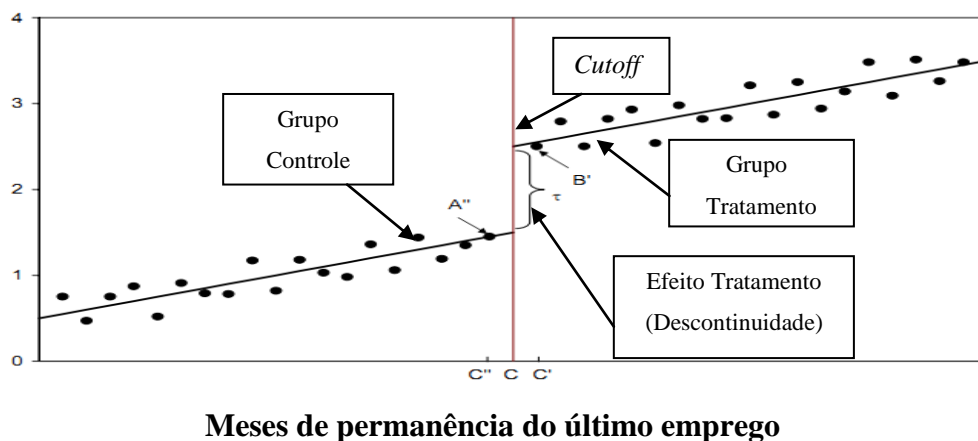 4
3
2
1
0
Cutoff
Grupo
Controle
A"
B'
τ
Grupo
Tratamento
Efeito Tratamento
(Descontinuidade)
C" C C'
Meses de permanência do último emprego